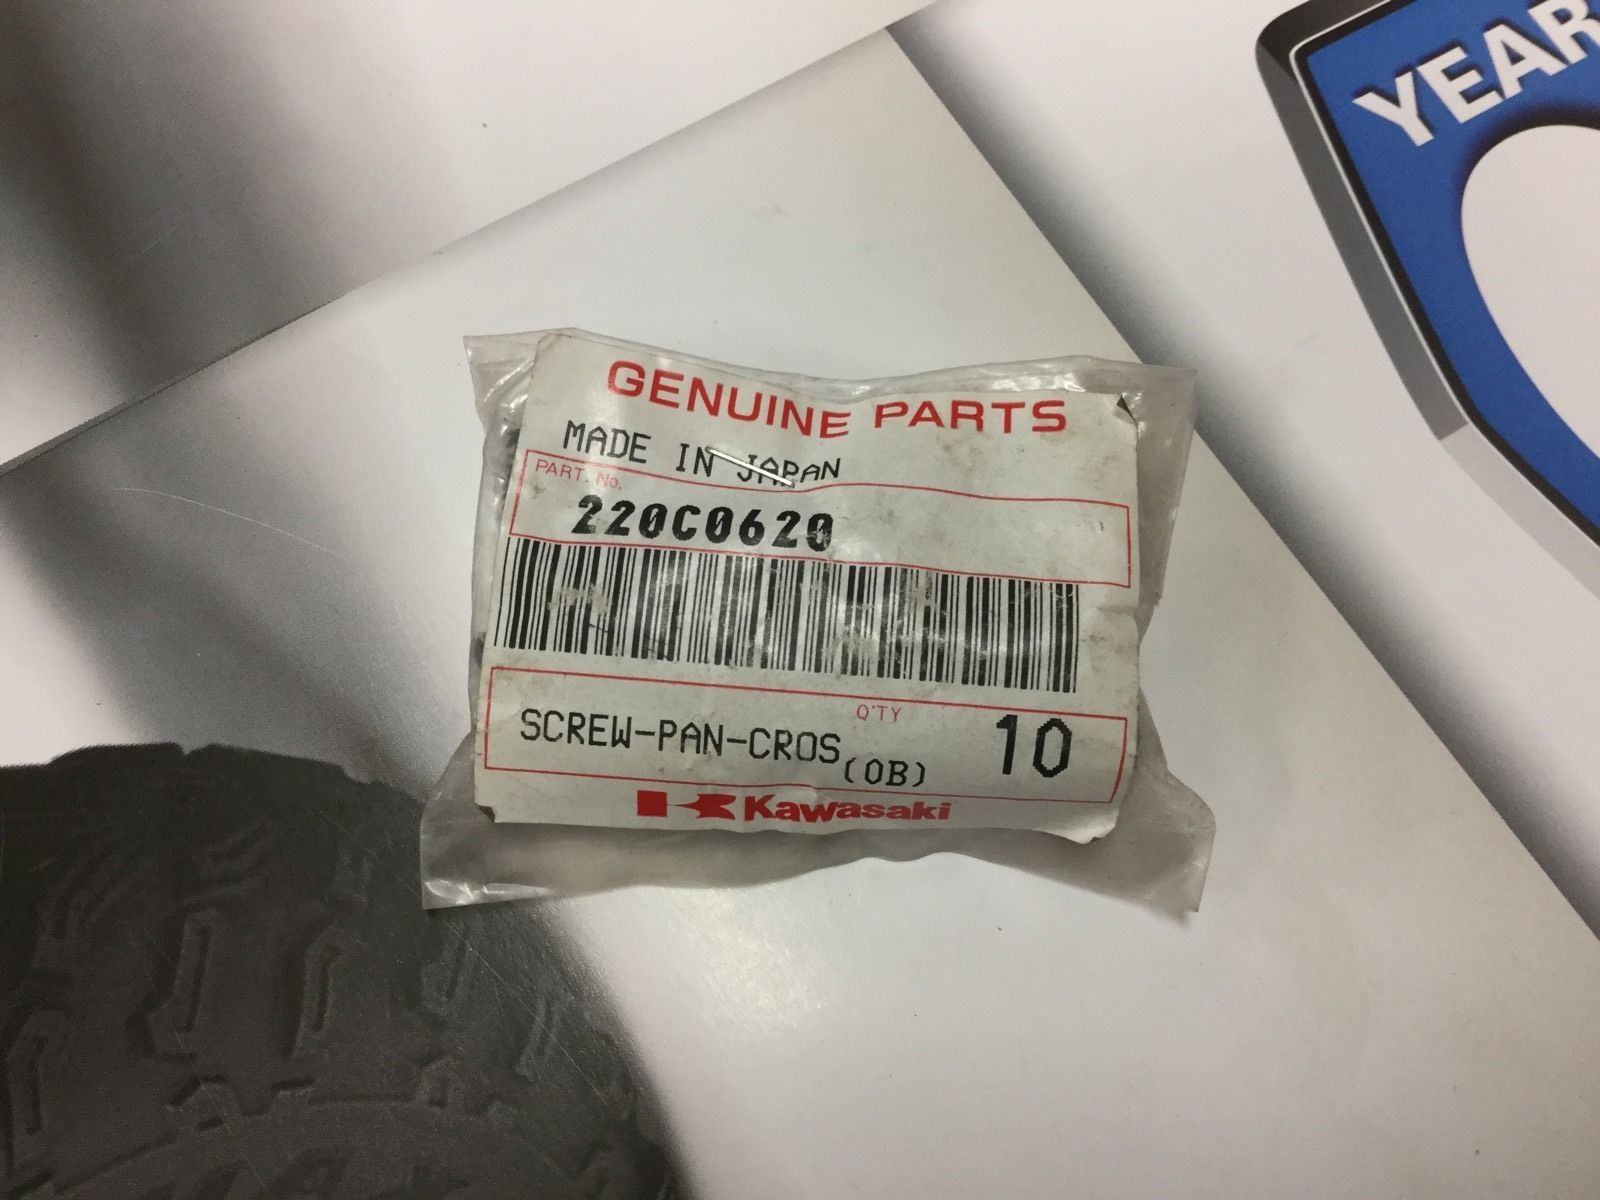 YEAR
GENUINE PARTS
MADE IN JAPAN
PART. No.
220C0620
Q'TY
SCREW-PAN-CROS (OB) 10
Kawasaki